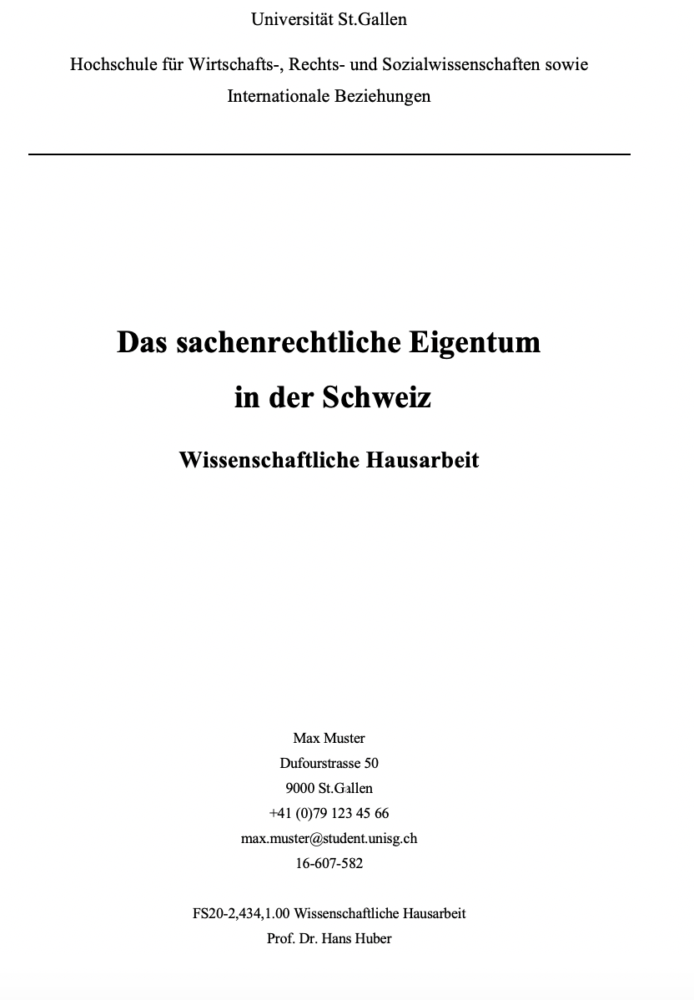 Universität St.Gallen
Hochschule für Wirtschafts-, Rechts- und Sozialwissenschaften sowie
Internationale Beziehungen
Das sachenrechtliche Eigentum
in der Schweiz
Wissenschaftliche Hausarbeit
Max Muster
Dufourstrasse 50
9000 St.Gallen
+41 (0)79 123 45 66
max.muster@student.unisg.ch
16-607-582
FS20-2,434,1.00 Wissenschaftliche Hausarbeit
Prof. Dr. Hans Huber